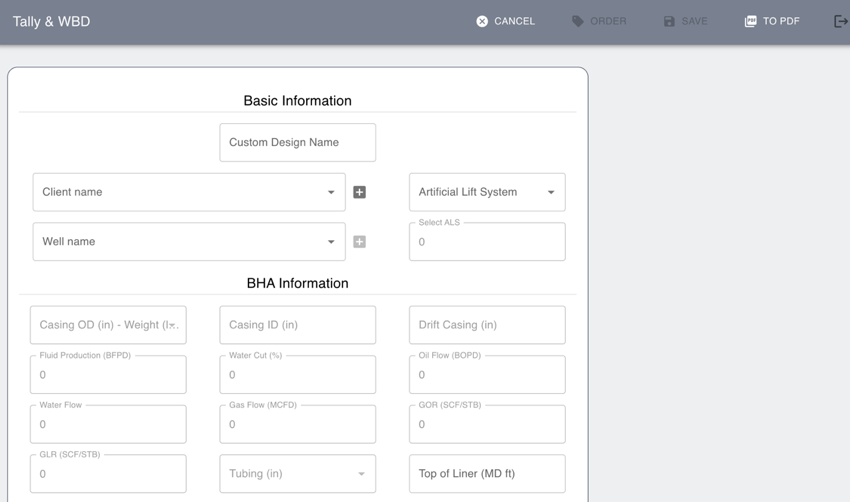 Tally & WBD
CANCEL
ORDER
SAVE
TO PDF
Basic Information
Custom Design Name
Client name
Artificial Lift System
Well name
Select ALS
0
BHA Information
Casing OD (in) - Weight (l...
Casing ID (in)
Drift Casing (in)
Fluid Production (BFPD)
0
Water Cut (%)
0
Oil Flow (BOPD)
0
Water Flow
0
Gas Flow (MCFD)
0
GOR (SCF/STB)
0
GLR (SCF/STB)
0
Tubing (in)
Top of Liner (MD ft)